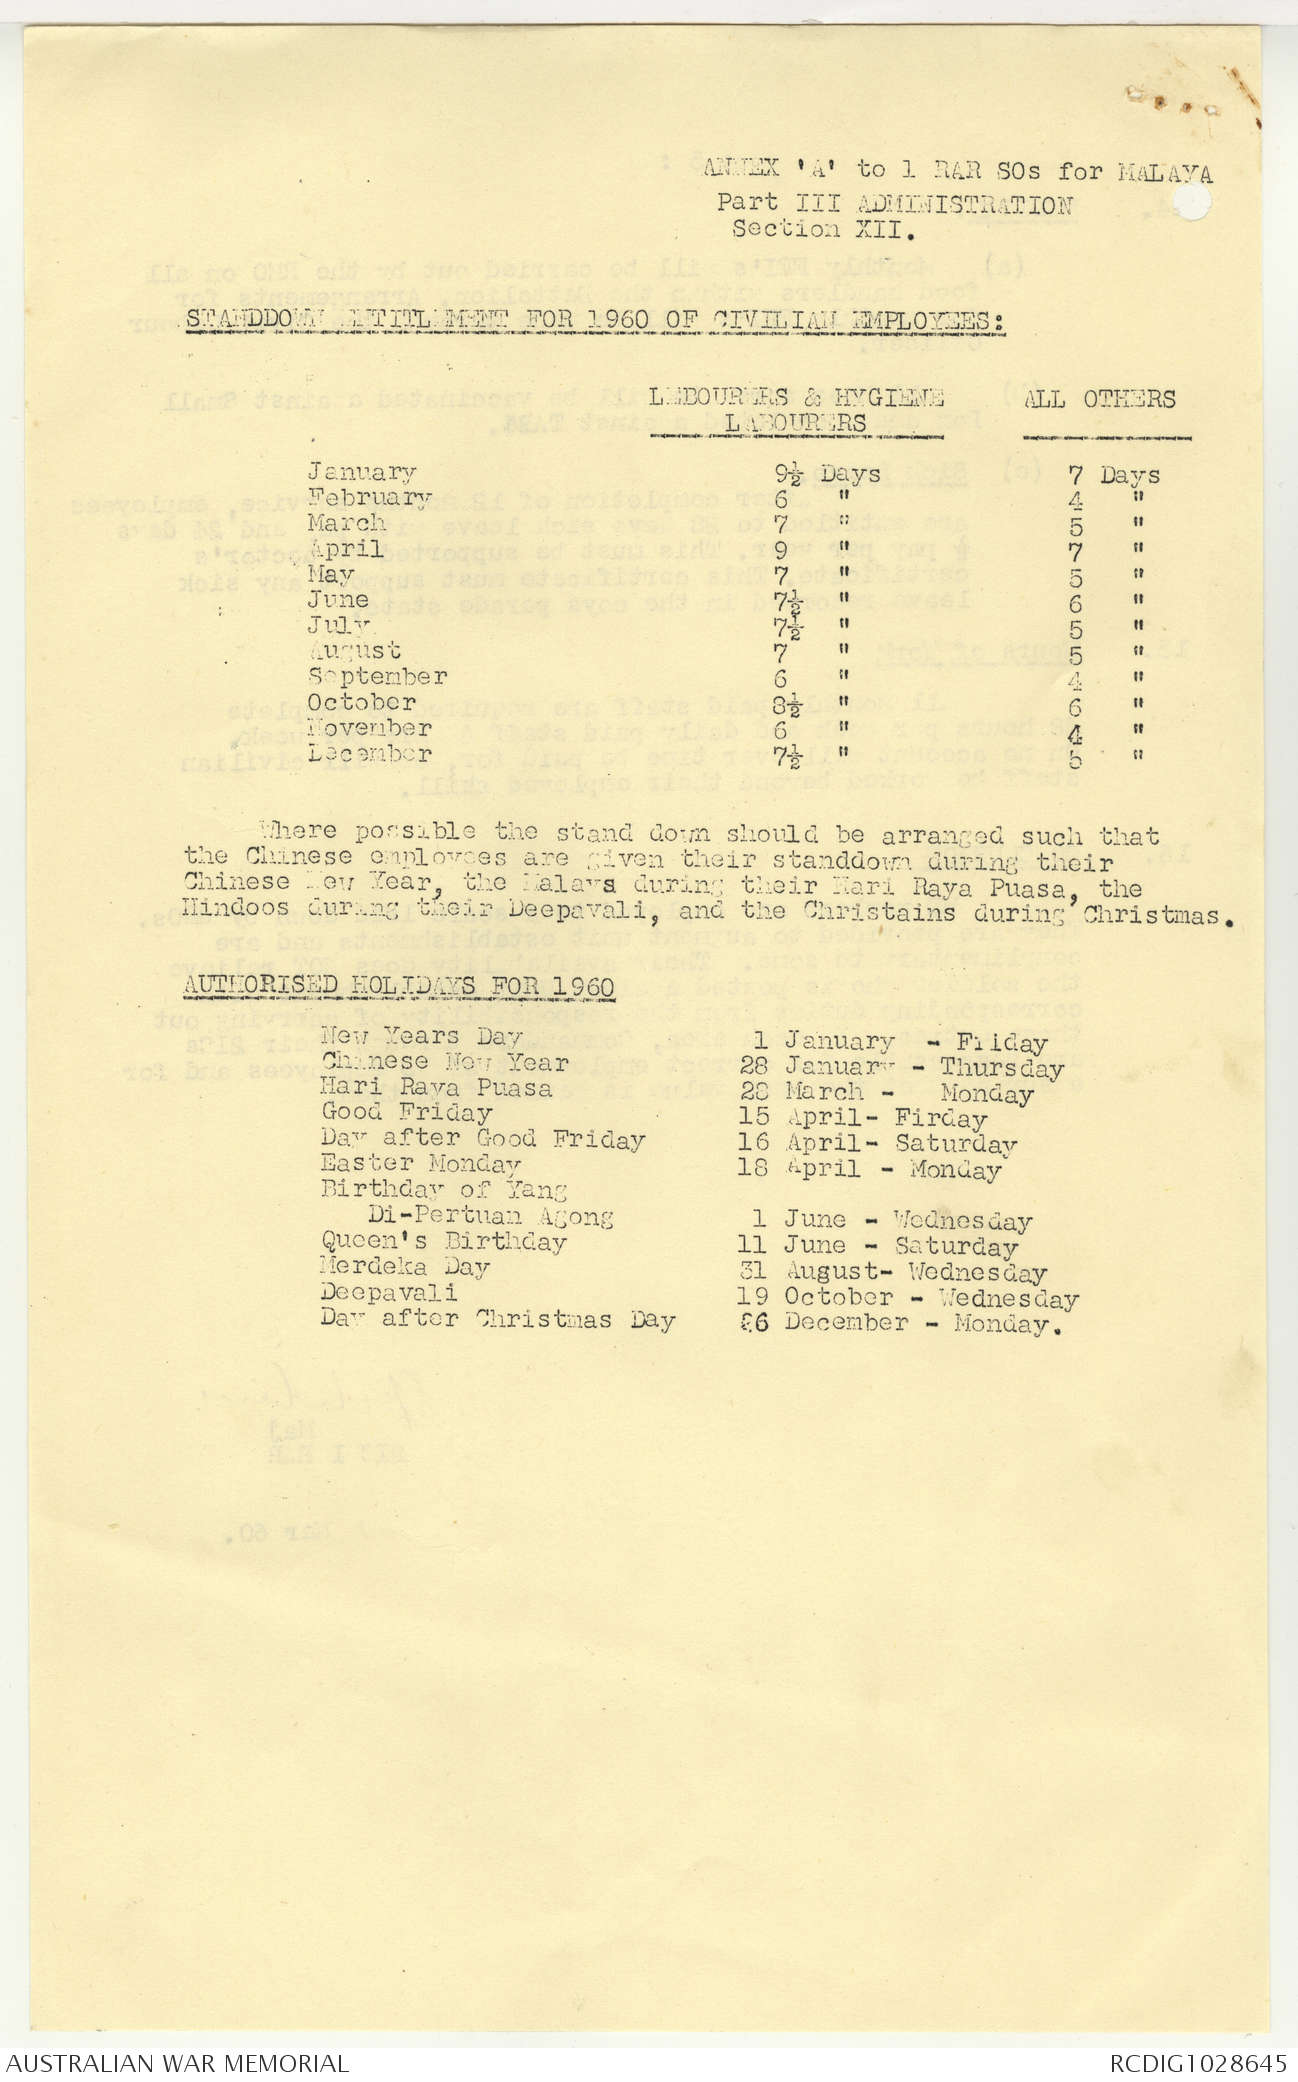 ANNEX 'A' to 1 RAR SOs for MALAYA
Part III ADMINISTRATION
Section XII.
STANDDOWN ENTITLEMENT FOR 1960 OF CIVILIAN EMPLOYEES:
LEBOURERS & HYGIENE ALL OTHERS
LABOURERS
January 9½ Days 7 Days
February 6 " 4 "
March 7 " 5 "
April 9 " 7 "
May 7 " 5 "
June 7½ " 6 "
July 7½ " 5 "
August 7 " 5 "
September 6 " 4 "
October 8½ " 6 "
November 6 " 4 "
December 7½ " 5 "
Where possible the stand down should be arranged such that
the Chinese employees are given their standdown during their
Chinese New Year, the Malays during their Hari Raya Puasa, the
Hindoos during their Deepavali, and the Christains during Christmas.
AUTHORISED HOLIDAYS FOR 1960
New Years Day 1 January - Friday
Chinese New Year 28 January - Thursday
Hari Raya Puasa 28 March - Monday
Good Friday 15 April- Firday
Day after Good Friday 16 April- Saturday
Easter Monday 18 April - Monday
Birthday of Yang
Di-Pertuan Agong 1 June - Wednesday
Queen's Birthday 11 June - Saturday
Merdeka Day 31 August- Wednesday
Deepavali 19 October - Wednesday
Day after Christmas Day 26 December - Monday.
AUSTRALIAN WAR MEMORIAL RCDIG1028645